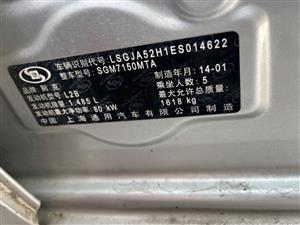 车辆识别代号: LSGJA52H1ES014622
整车型号: SGM7150MTA
品牌: 别克
制造年月: 14-01
发动机型号: L2B
乘坐人数: 5
发动机排量: 1.485 L
最大允许总质量:
发动机最大净功率: 80 kW
1618 kg
中国 上海通用汽车公司制造